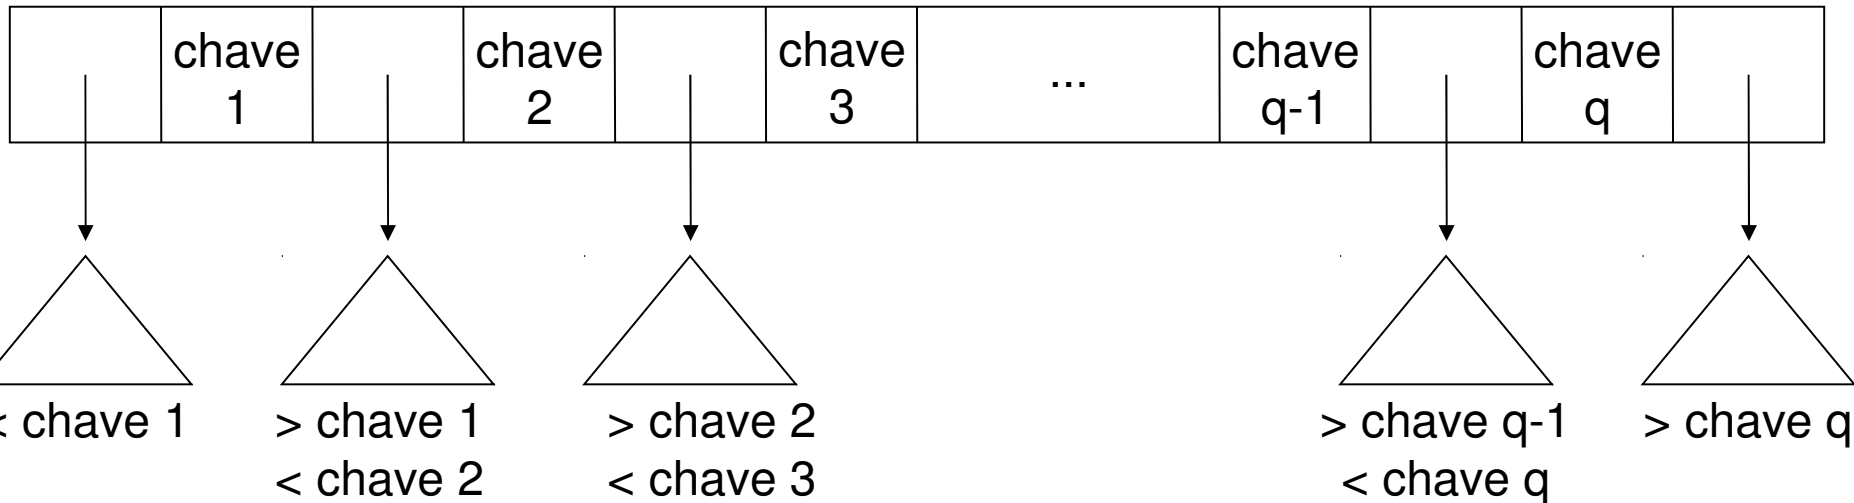 chave
1
chave
2
chave
3
...
chave
q-1
chave
q
< chave 1
> chave 1
< chave 2
> chave 2
< chave 3
> chave q-1
< chave q
> chave q